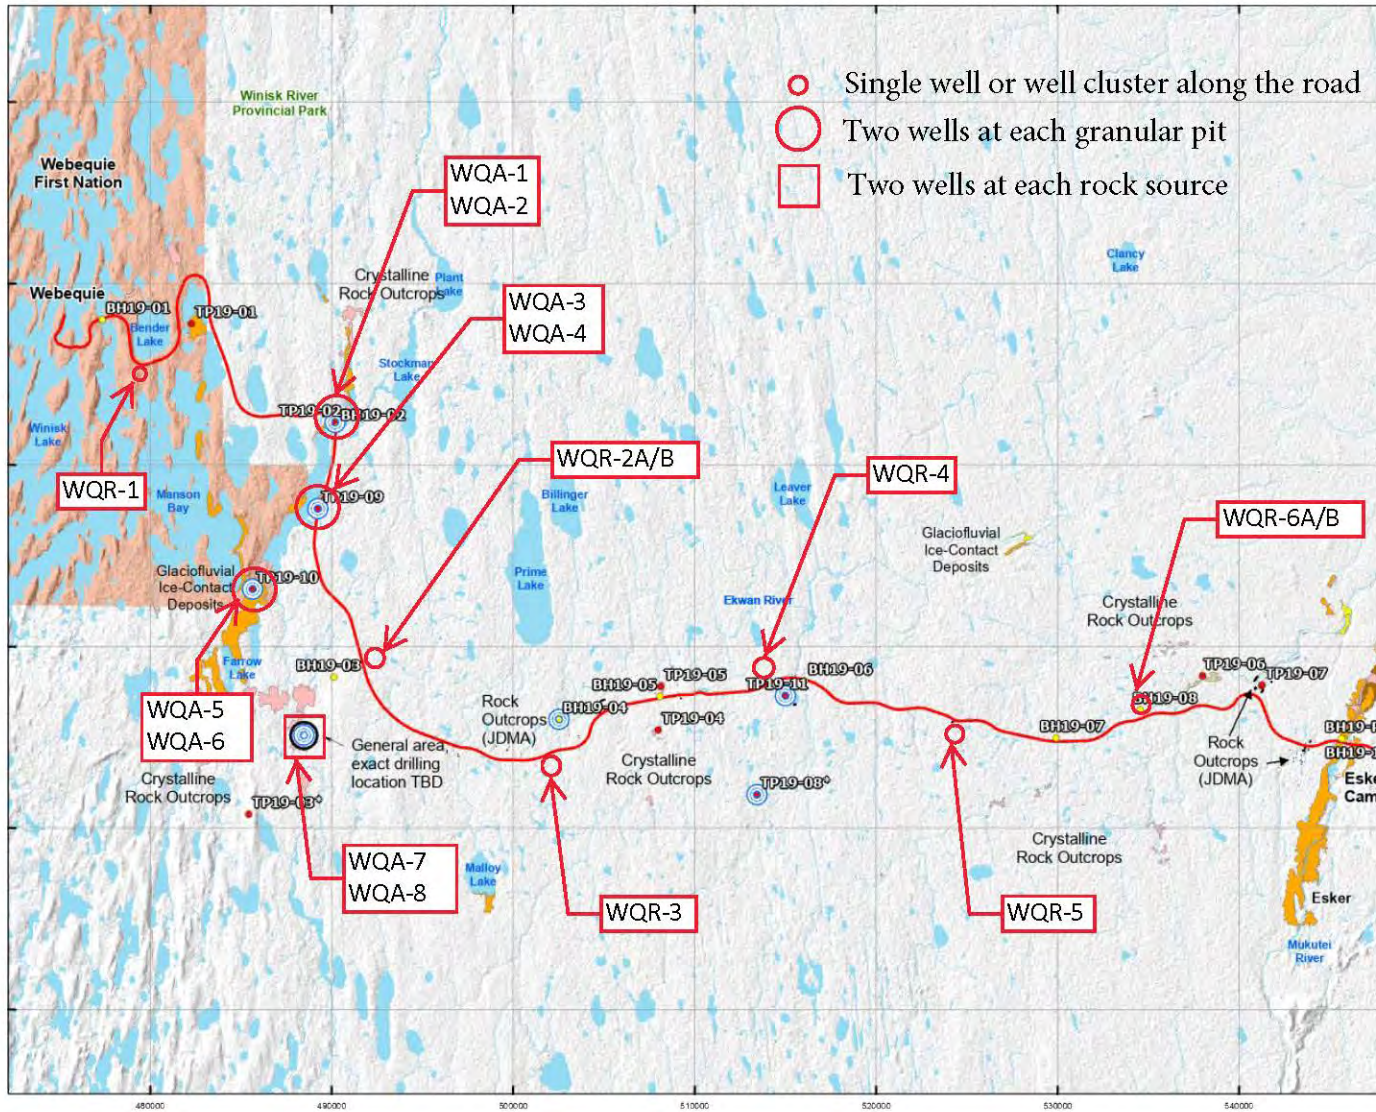 Single well or well cluster along the road
Two wells at each granular pit
Two wells at each rock source
Winisk River
Provincial Park
Webequie
First Nation
WQA-1
WQA-2
Clancy
Lake
Crystalline
Rock Outcrops
Plant
Lake
Webequie
BH19-01
TP19-01
Bender
Lake
WQA-3
WQA-4
Stockman
Lake
TP19-02
BH19-02
Winisk
Lake
WQR-1
WQR-2A/B
WQR-4
Manson
Bay
TP19-09
Billinger
Lake
Leaver
Lake
WQR-6A/B
Glaciofluvial
Ice-Contact
Deposits
Glaciofluvial
Ice-Contact
Deposits
TP19-10
Prime
Lake
Ekwan River
Crystalline
Rock Outcrops
Farrow
Lake
BH19-03
BH19-05
TP19-05
TP19-11
BH19-06
TP19-06
TP19-07
WQA-5
WQA-6
Rock
Outcrops
(JDMA)
BH19-04
TP19-04
BH19-08
BH19-07
General area,
exact drilling
location TBD
Crystalline
Rock Outcrops
Rock
Outcrops
(JDMA)
BH19-1
Crystalline
Rock Outcrops
TP19-03
TP19-08
Eske
Cam
WQA-7
WQA-8
Malloy
Lake
Crystalline
Rock Outcrops
WQR-3
WQR-5
Esker
Mukutei
River
480000
490000
500000
510000
520000
530000
540000